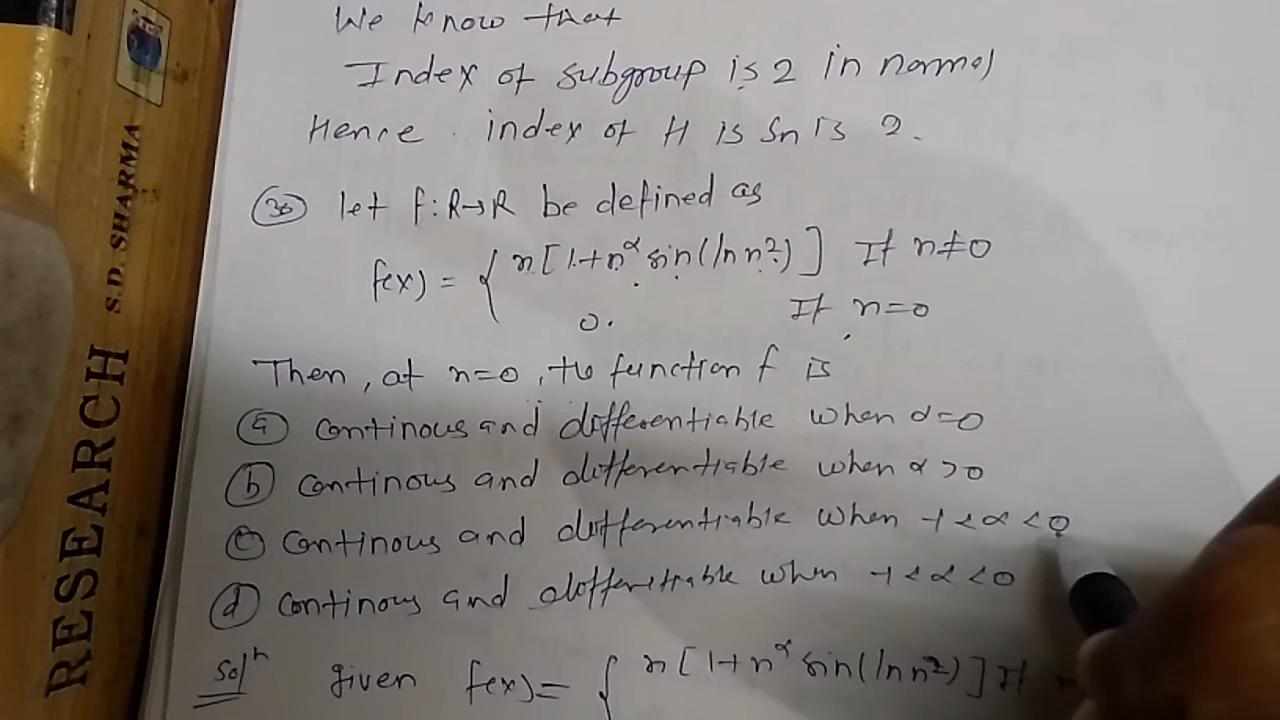 We know that
Index of subgroup is 2 in normal
Hence index of H is Sn is 2.
(30) let f: R→R be defined as
f(x) = { x[1+x^α sin(ln x²)] If x≠0
0. If x=0
Then, at x=0, the function f is
(a) continous and differentiable when α=0
(b) continous and differentiable when α>0
(c) continous and differentiable when -1<α<0
(d) continous and differentiable when -1<α<0
Solⁿ given f(x)= { x[1+x^α sin(ln x²)] If
RESEARCH S.D. SHARMA